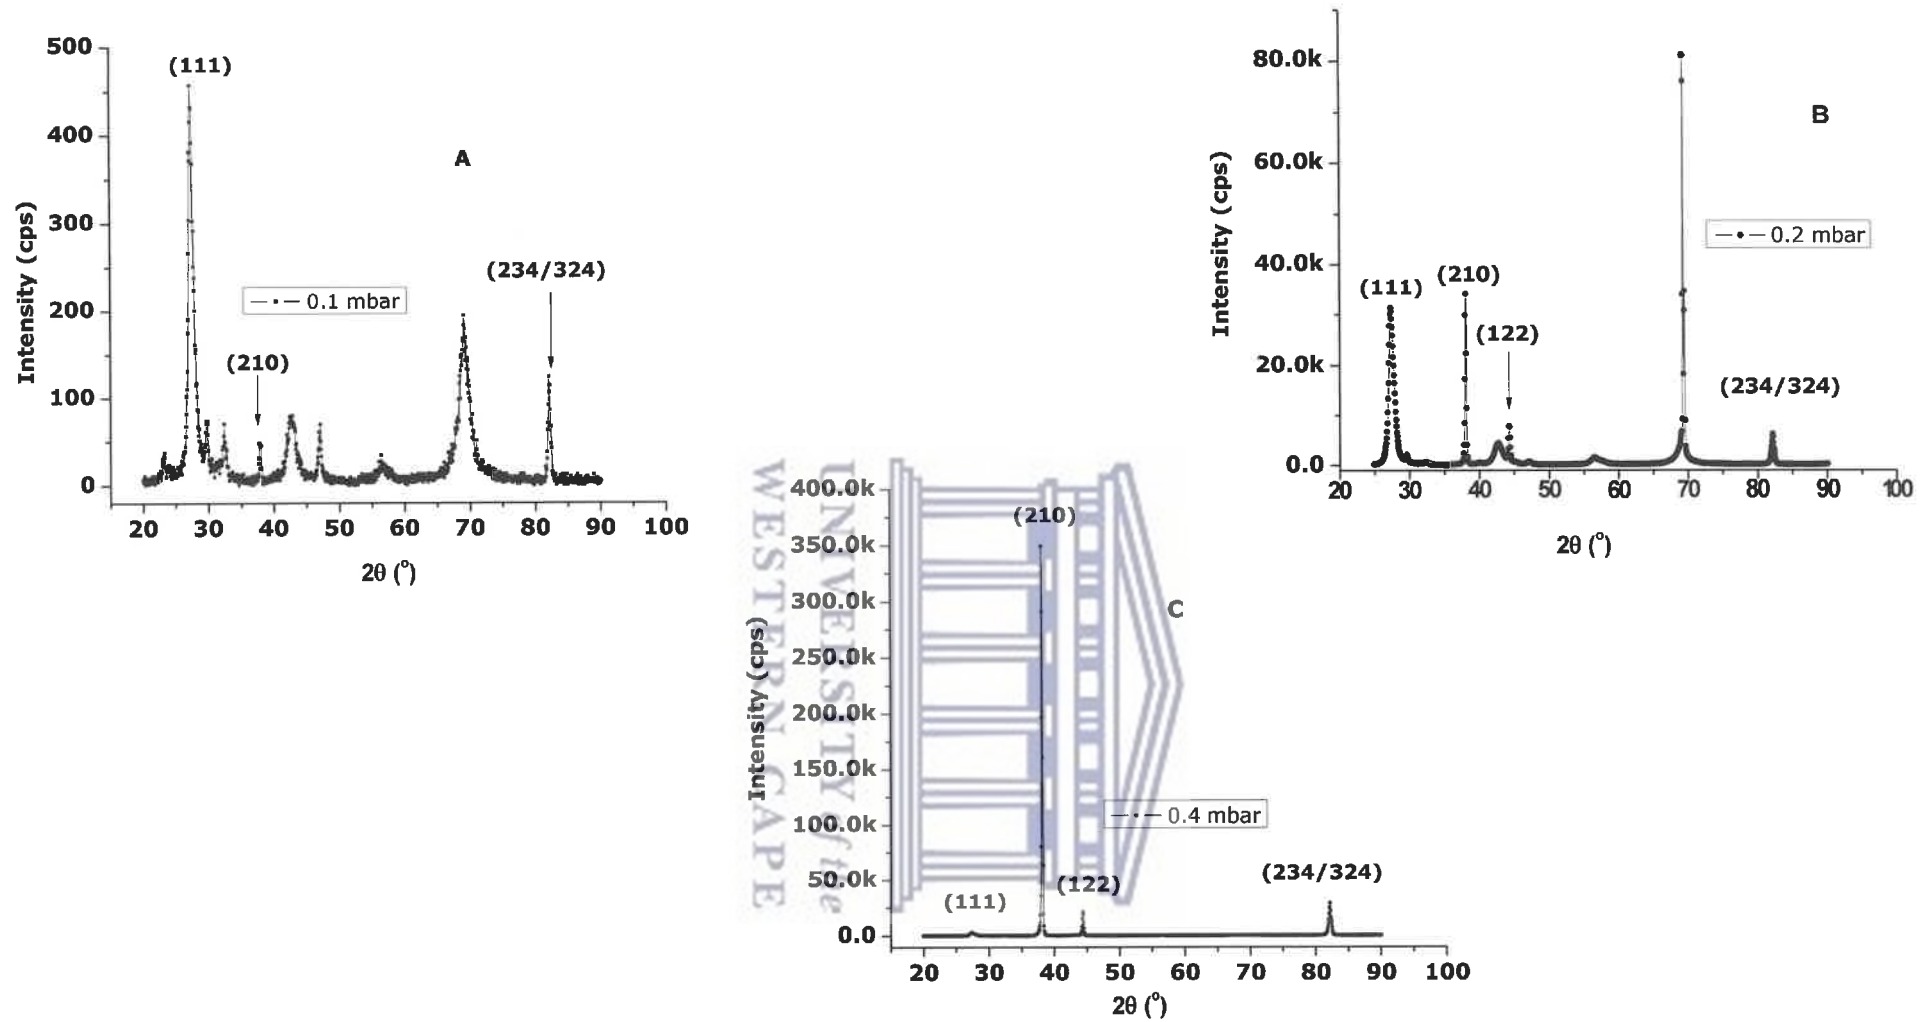 500
400
300
200
100
0
Intensity (cps)
(111)
A
(234/324)
0.1 mbar
(210)
20 30 40 50 60 70 80 90 100
2θ (°)
80.0k
60.0k
40.0k
20.0k
0.0
Intensity (cps)
B
0.2 mbar
(111)
(210)
(122)
(234/324)
20 30 40 50 60 70 80 90 100
2θ (°)
400.0k
350.0k
300.0k
250.0k
200.0k
150.0k
100.0k
50.0k
0.0
Intensity (cps)
(210)
C
0.4 mbar
(111)
(122)
(234/324)
20 30 40 50 60 70 80 90 100
2θ (°)
UNIVERSITY of the
WESTERN CAPE